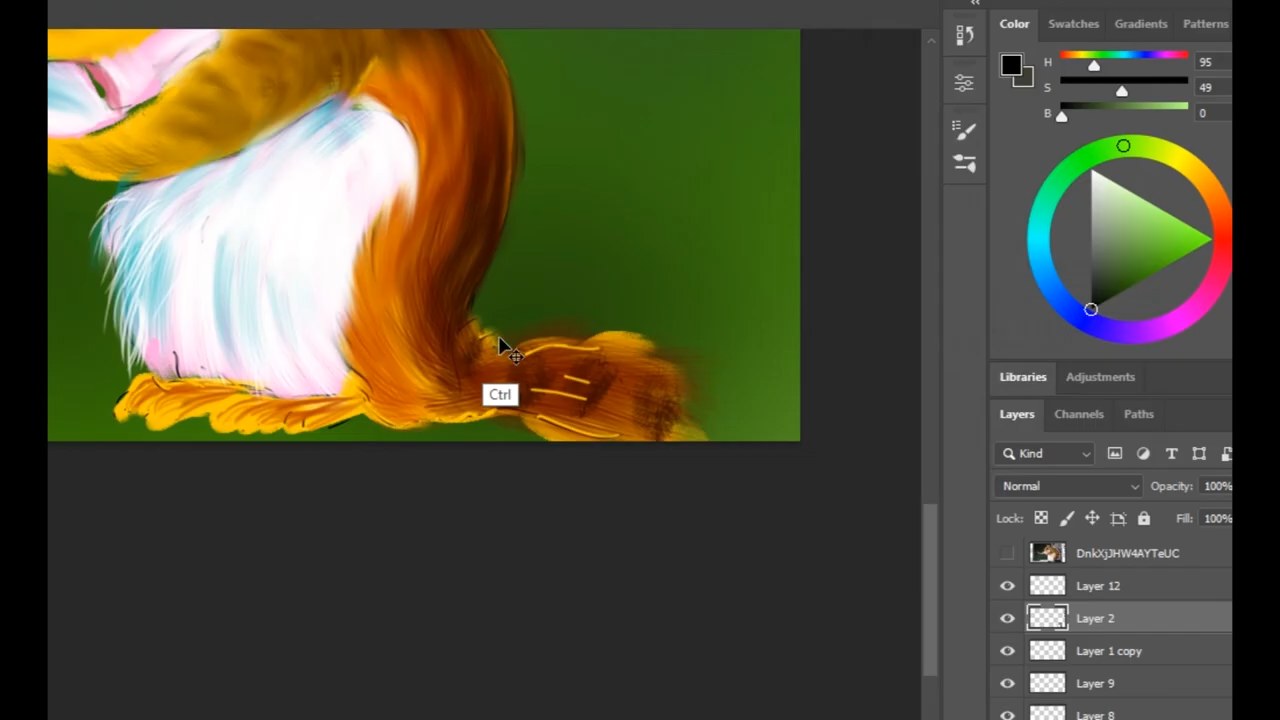 Color Swatches Gradients Patterns
H 95
S 49
B 0
Libraries Adjustments
Layers Channels Paths
Kind
Normal Opacity: 100%
Lock: Fill: 100%
DnkXjJHW4AYTeUC
Layer 12
Layer 2
Layer 1 copy
Layer 9
Layer 8
Ctrl